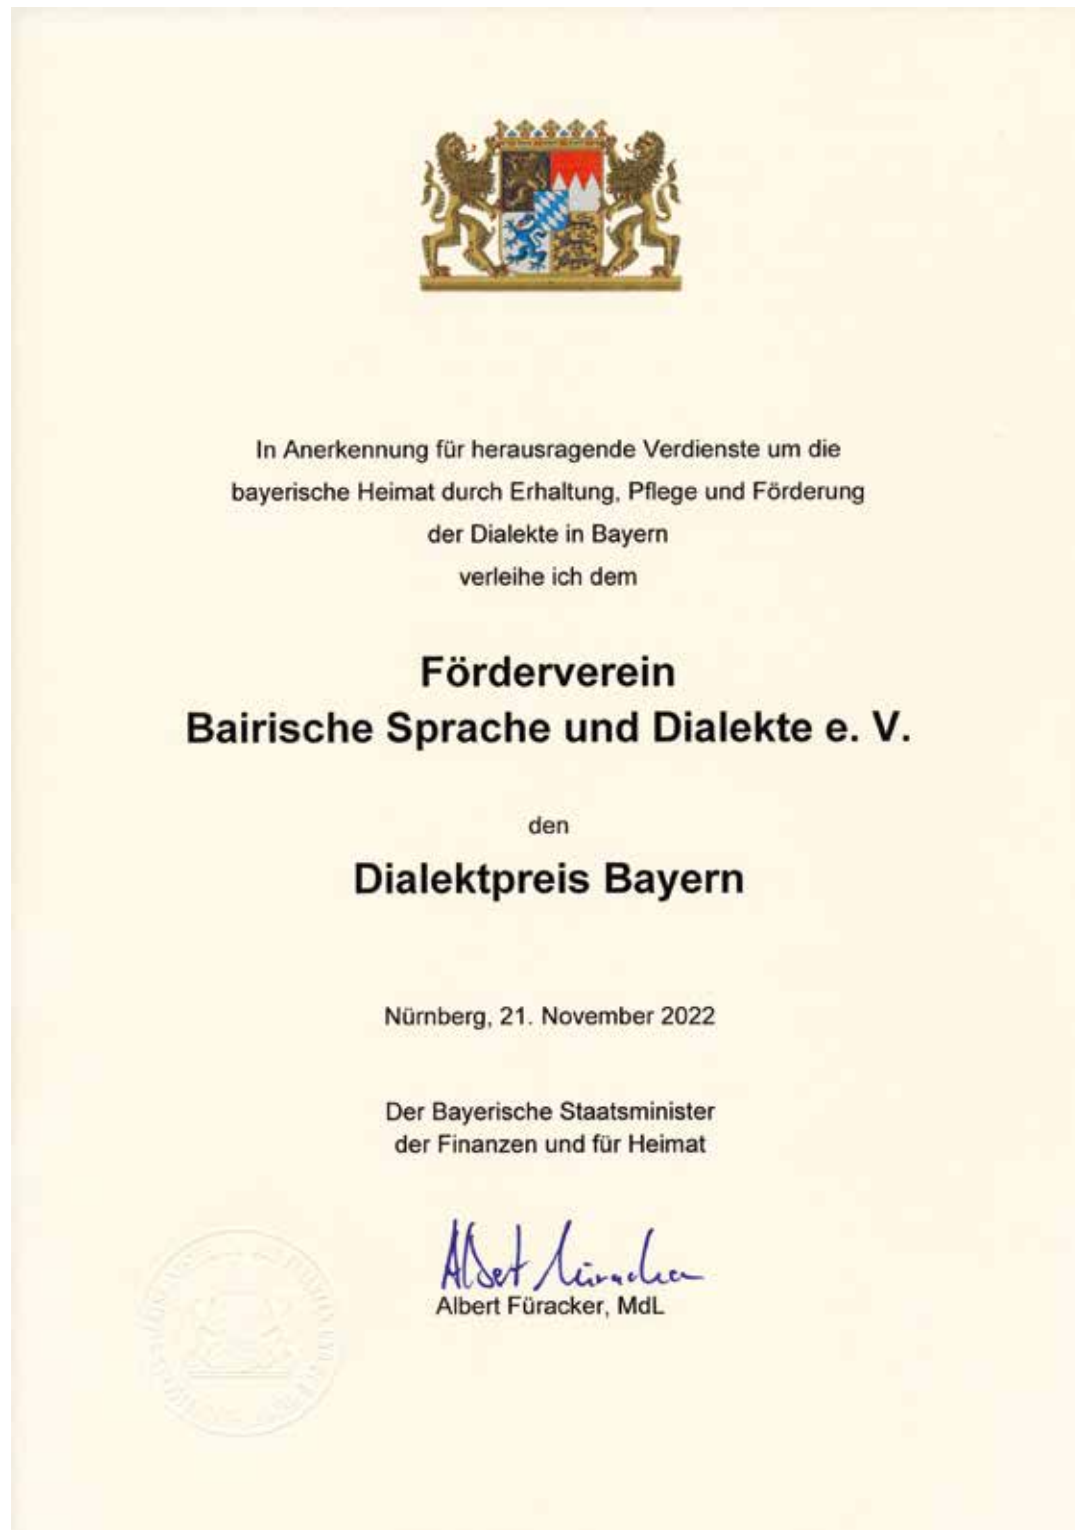 In Anerkennung für herausragende Verdienste um die
bayerische Heimat durch Erhaltung, Pflege und Förderung
der Dialekte in Bayern
verleihe ich dem
Förderverein
Bairische Sprache und Dialekte e. V.
den
Dialektpreis Bayern
Nürnberg, 21. November 2022
Der Bayerische Staatsminister
der Finanzen und für Heimat
Albert Füracker
Albert Füracker, MdL